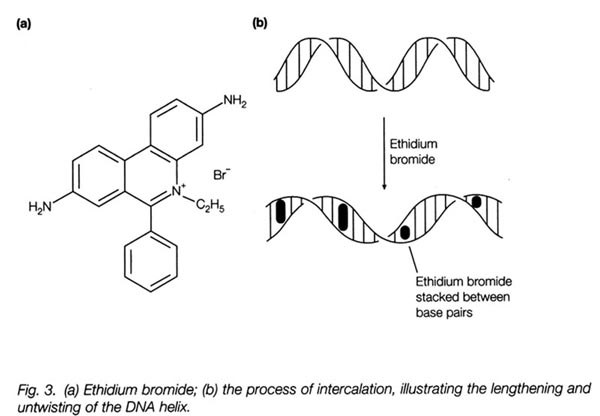 (a)
(b)
NH₂
Br⁻
N⁺
C₂H₅
H₂N
Ethidium
bromide
Ethidium bromide
stacked between
base pairs
Fig. 3. (a) Ethidium bromide; (b) the process of intercalation, illustrating the lengthening and
untwisting of the DNA helix.